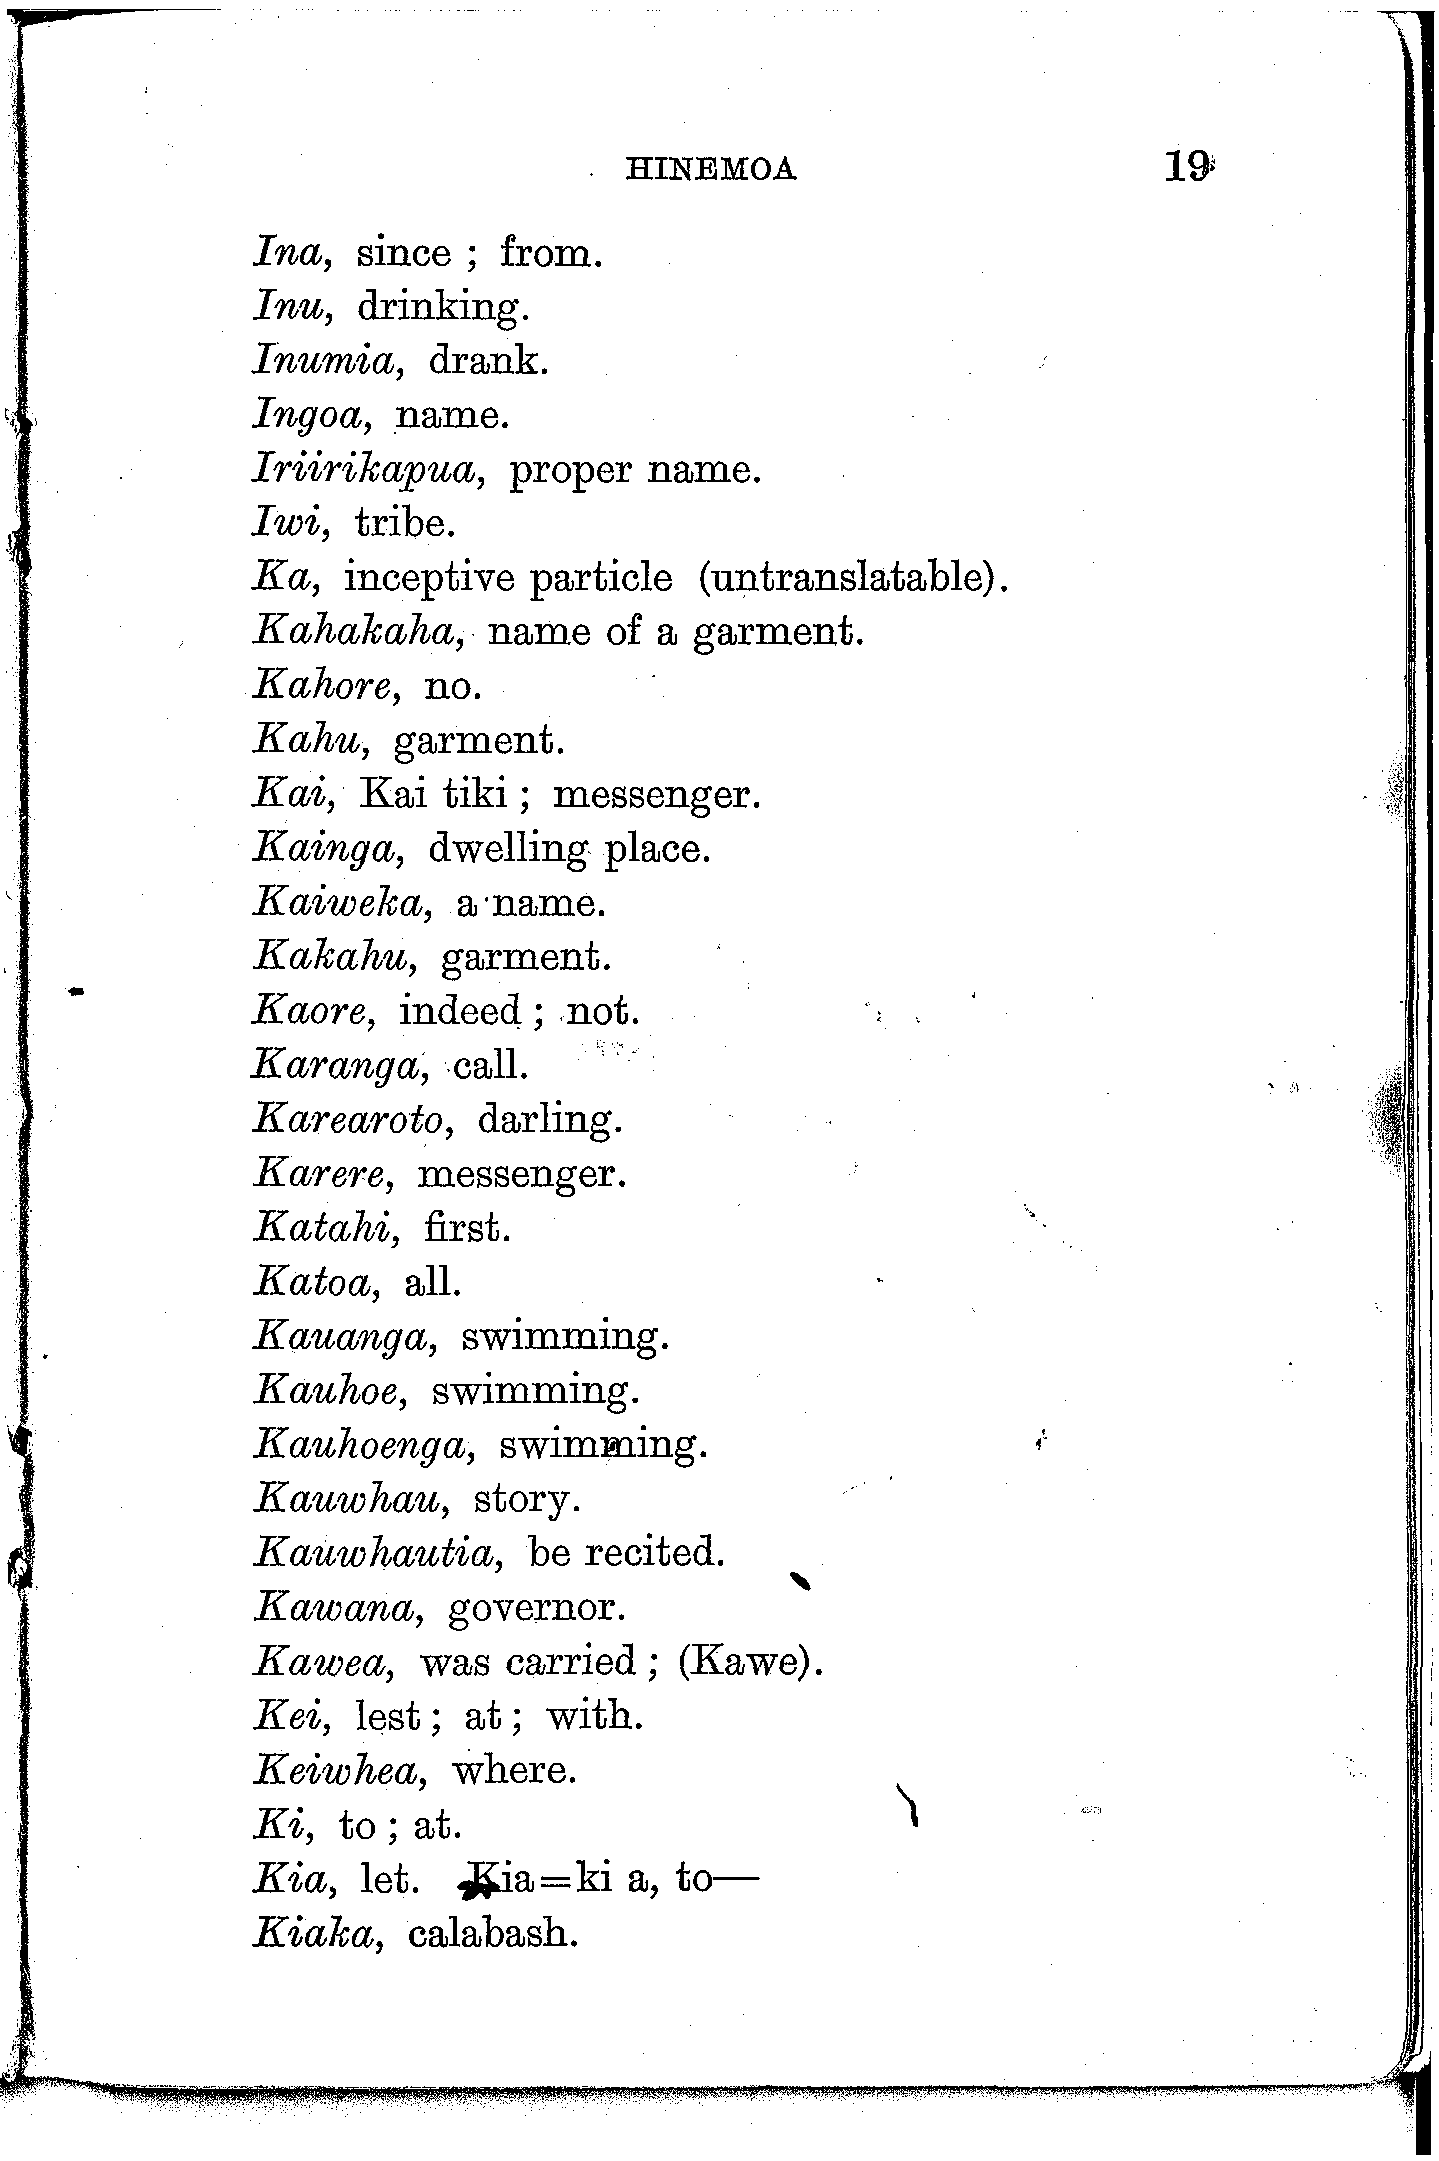 HINEMOA 19
Ina, since ; from.
Inu, drinking.
Inumia, drank.
Ingoa, name.
Iriirikapua, proper name.
Iwi, tribe.
Ka, inceptive particle (untranslatable).
Kahakaha, name of a garment.
Kahore, no.
Kahu, garment.
Kai, Kai tiki ; messenger.
Kainga, dwelling place.
Kaiweka, a name.
Kakahu, garment.
Kaore, indeed ; not.
Karanga, call.
Karearoto, darling.
Karere, messenger.
Katahi, first.
Katoa, all.
Kauanga, swimming.
Kauhoe, swimming.
Kauhoenga, swimming.
Kauwhau, story.
Kauwhautia, be recited.
Kawana, governor.
Kawea, was carried ; (Kawe).
Kei, lest ; at ; with.
Keiwhea, where.
Ki, to ; at.
Kia, let. Kia=ki a, to—
Kiaka, calabash.